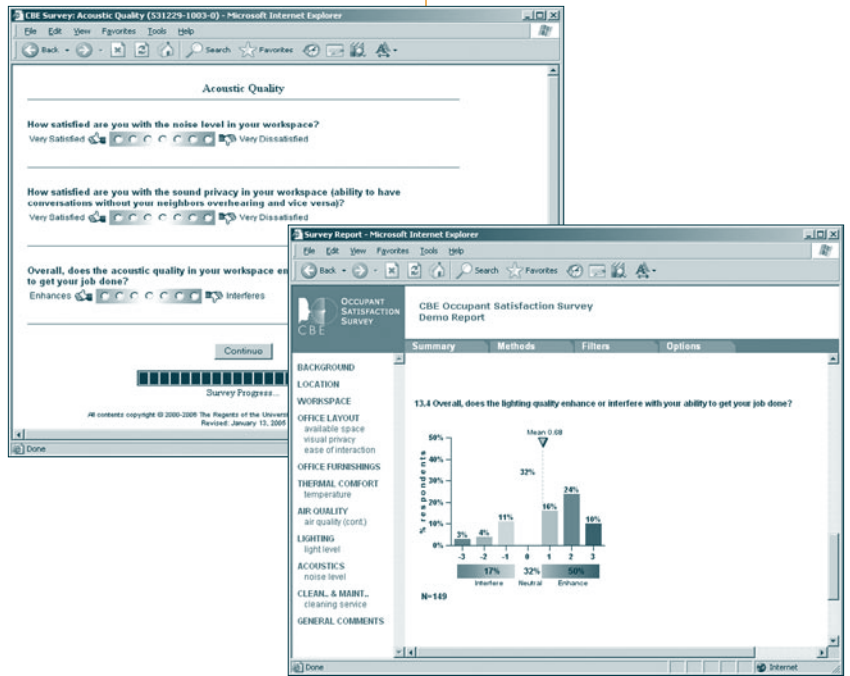 CBE Survey: Acoustic Quality (S31229-1003-0) - Microsoft Internet Explorer
File Edit View Favorites Tools Help
Back Search Favorites
Acoustic Quality
How satisfied are you with the noise level in your workspace?
Very Satisfied Very Dissatisfied
How satisfied are you with the sound privacy in your workspace (ability to have
conversations without your neighbors overhearing and vice versa)?
Very Satisfied Very Dissatisfied
Overall, does the acoustic quality in your workspace en
to get your job done?
Enhances Interferes
Continue
Survey Progress...
All contents copyright © 2000-2005 The Regents of the Univers
Revised: January 13, 2005
Done
Survey Report - Microsoft Internet Explorer
File Edit View Favorites Tools Help
Back Search Favorites
CBE
OCCUPANT
SATISFACTION
SURVEY
CBE Occupant Satisfaction Survey
Demo Report
Summary Methods Filters Options
BACKGROUND
LOCATION
WORKSPACE
OFFICE LAYOUT
available space
visual privacy
ease of interaction
OFFICE FURNISHINGS
THERMAL COMFORT
temperature
AIR QUALITY
air quality (cont.)
LIGHTING
light level
ACOUSTICS
noise level
CLEAN.. & MAINT..
cleaning service
GENERAL COMMENTS
13.4 Overall, does the lighting quality enhance or interfere with your ability to get your job done?
Mean 0.68
% respondents
50%
40%
30%
20%
10%
0%
3% 4% 11% 32% 16% 24% 10%
-3 -2 -1 0 1 2 3
17% 32% 50%
Interfere Neutral Enhance
N=149
Done Internet